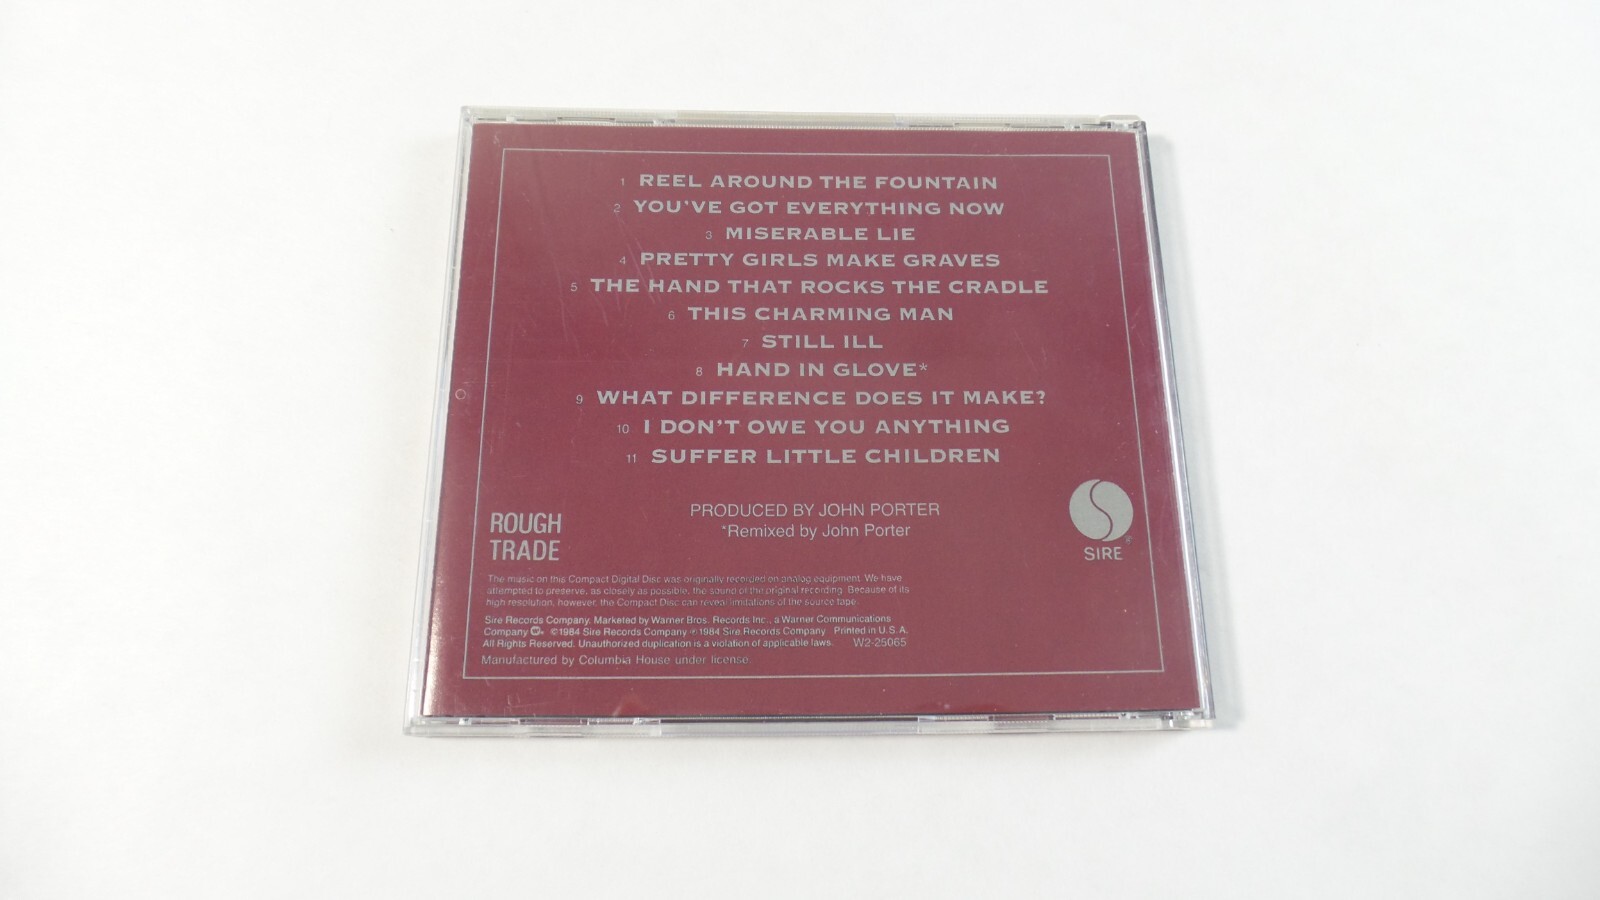 1 REEL AROUND THE FOUNTAIN
2 YOU'VE GOT EVERYTHING NOW
3 MISERABLE LIE
4 PRETTY GIRLS MAKE GRAVES
5 THE HAND THAT ROCKS THE CRADLE
6 THIS CHARMING MAN
7 STILL ILL
8 HAND IN GLOVE*
9 WHAT DIFFERENCE DOES IT MAKE?
10 I DON'T OWE YOU ANYTHING
11 SUFFER LITTLE CHILDREN
PRODUCED BY JOHN PORTER
*Remixed by John Porter
ROUGH
TRADE
SIRE
The music on this Compact Digital Disc was originally recorded on analog equipment. We have
attempted to preserve, as closely as possible, the sound of the original recording. Because of its
high resolution, however, the Compact Disc can reveal limitations of the source tape.
Sire Records Company. Marketed by Warner Bros. Records Inc., a Warner Communications
Company ©1984 Sire Records Company ℗1984 Sire Records Company Printed in U.S.A.
All Rights Reserved. Unauthorized duplication is a violation of applicable laws. W2-25065
Manufactured by Columbia House under license.